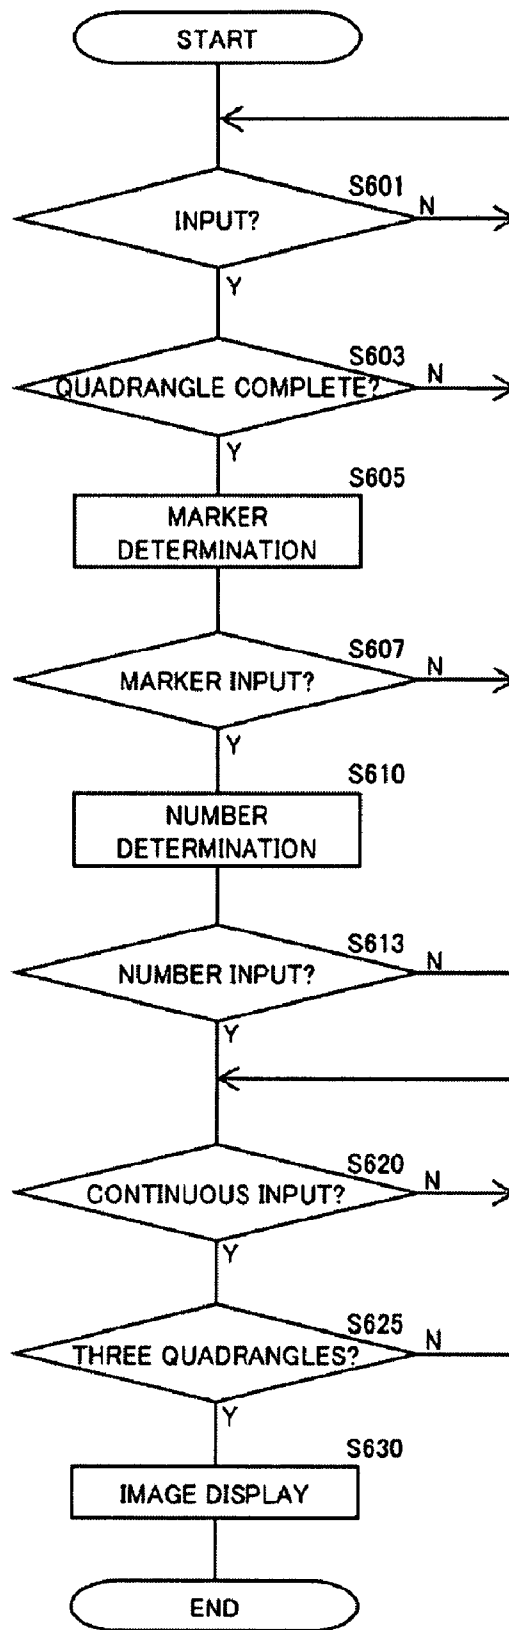 START
S601
INPUT?
N
Y
S603
QUADRANGLE COMPLETE?
N
Y
S605
MARKER
DETERMINATION
S607
MARKER INPUT?
N
Y
S610
NUMBER
DETERMINATION
S613
NUMBER INPUT?
N
Y
S620
CONTINUOUS INPUT?
N
Y
S625
THREE QUADRANGLES?
N
Y
S630
IMAGE DISPLAY
END